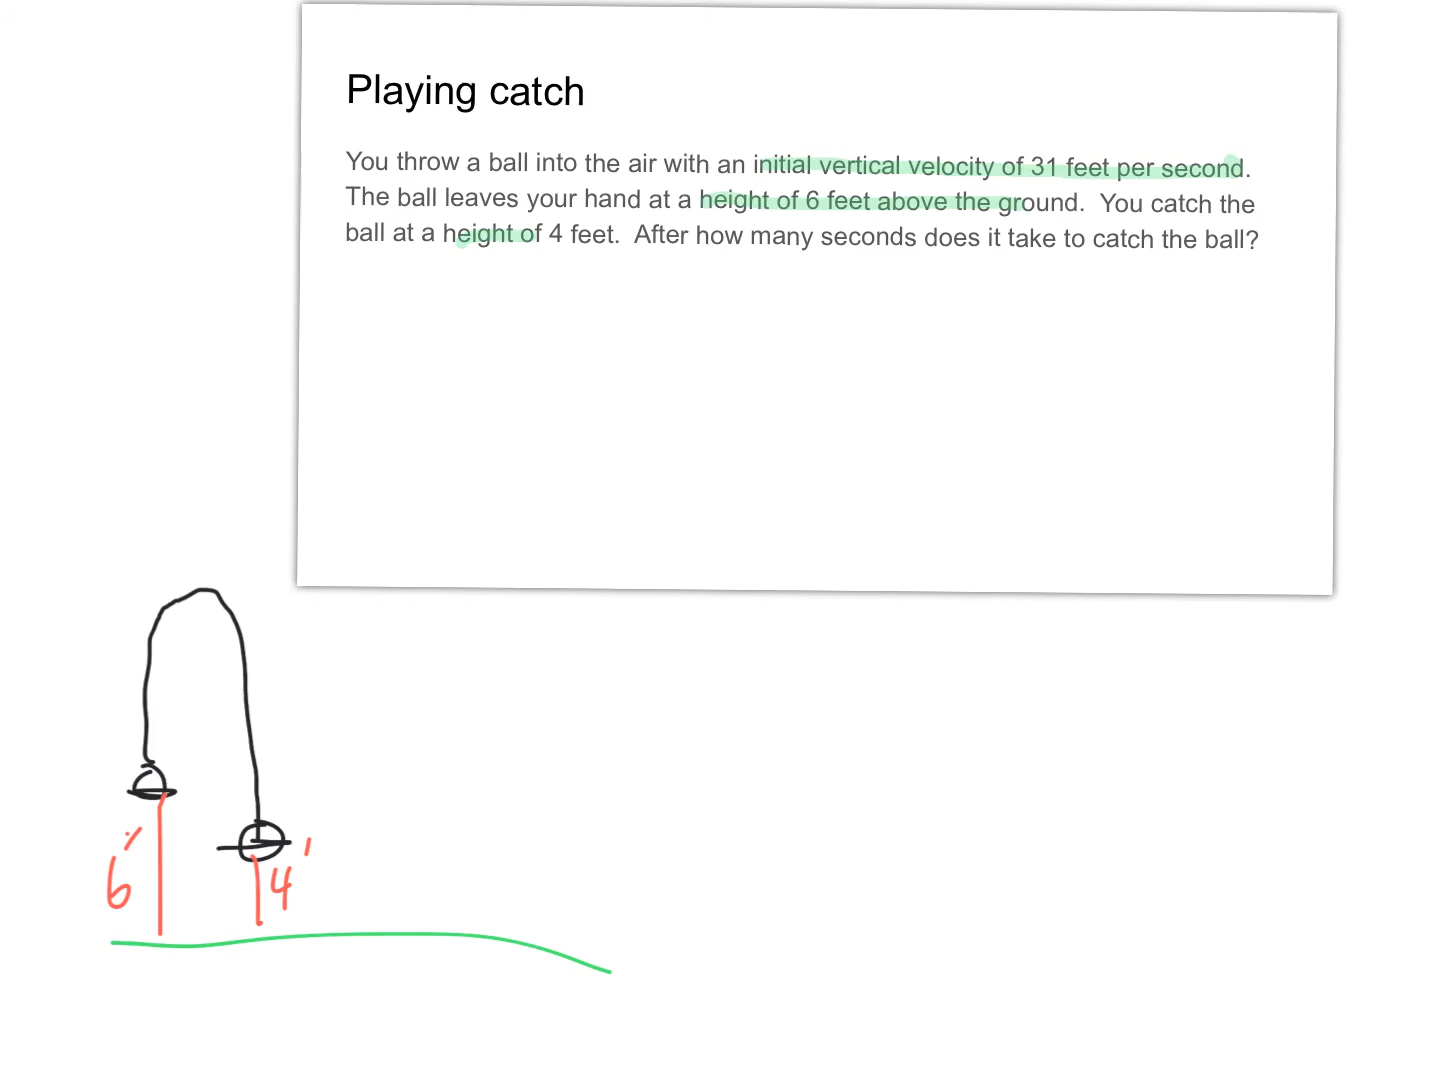 Playing catch
You throw a ball into the air with an initial vertical velocity of 31 feet per second.
The ball leaves your hand at a height of 6 feet above the ground. You catch the
ball at a height of 4 feet. After how many seconds does it take to catch the ball?
6'
4'